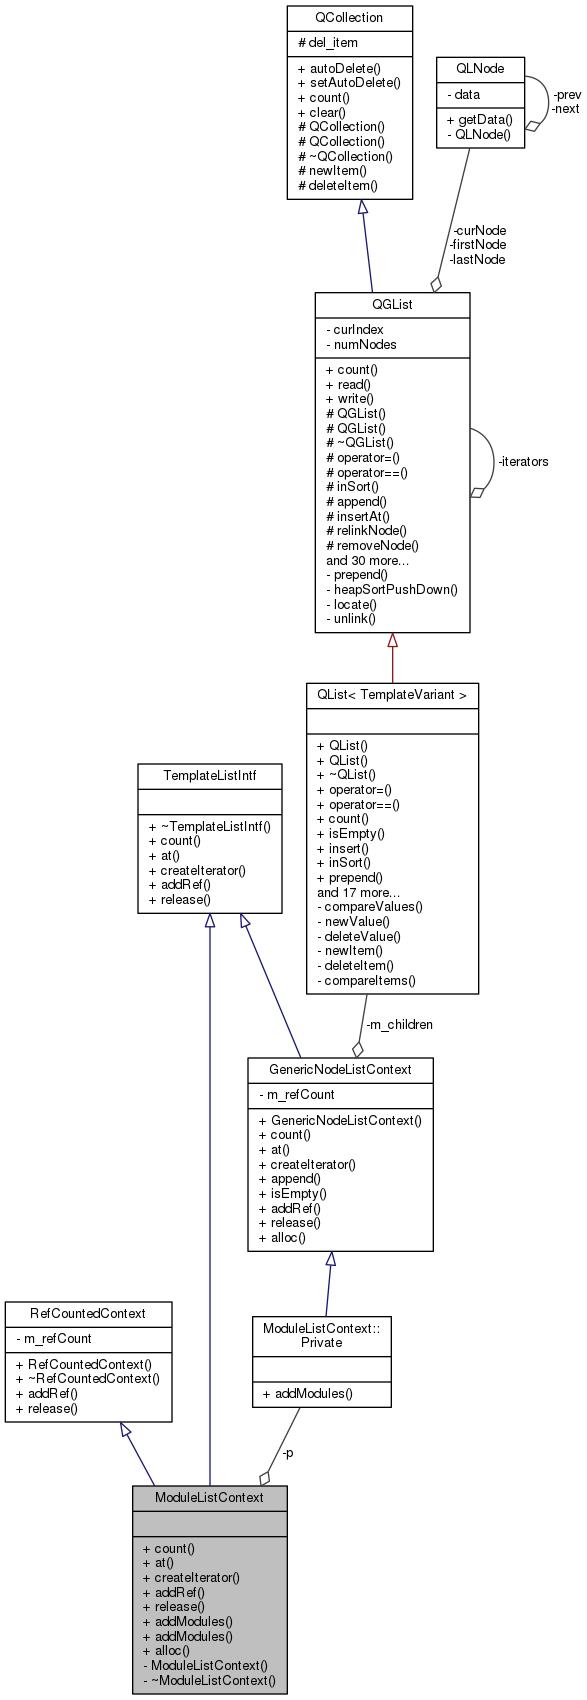 QCollection
# del_item
+ autoDelete()
+ setAutoDelete()
+ count()
+ clear()
# QCollection()
# QCollection()
# ~QCollection()
# newItem()
# deleteItem()
QLNode
- data
+ getData()
- QLNode()
-prev
-next
-curNode
-firstNode
-lastNode
QGList
- curIndex
- numNodes
+ count()
+ read()
+ write()
# QGList()
# QGList()
# ~QGList()
# operator=()
# operator==()
# inSort()
# append()
# insertAt()
# relinkNode()
# removeNode()
and 30 more...
- prepend()
- heapSortPushDown()
- locate()
- unlink()
-iterators
QList< TemplateVariant >
+ QList()
+ QList()
+ ~QList()
+ operator=()
+ operator==()
+ count()
+ isEmpty()
+ insert()
+ inSort()
+ prepend()
and 17 more...
- compareValues()
- newValue()
- deleteValue()
- newItem()
- deleteItem()
- compareItems()
TemplateListIntf
+ ~TemplateListIntf()
+ count()
+ at()
+ createIterator()
+ addRef()
+ release()
-m_children
GenericNodeListContext
- m_refCount
+ GenericNodeListContext()
+ count()
+ at()
+ createIterator()
+ append()
+ isEmpty()
+ addRef()
+ release()
+ alloc()
RefCountedContext
- m_refCount
+ RefCountedContext()
+ ~RefCountedContext()
+ addRef()
+ release()
ModuleListContext::
Private
+ addModules()
-p
ModuleListContext
+ count()
+ at()
+ createIterator()
+ addRef()
+ release()
+ addModules()
+ addModules()
+ alloc()
- ModuleListContext()
- ~ModuleListContext()